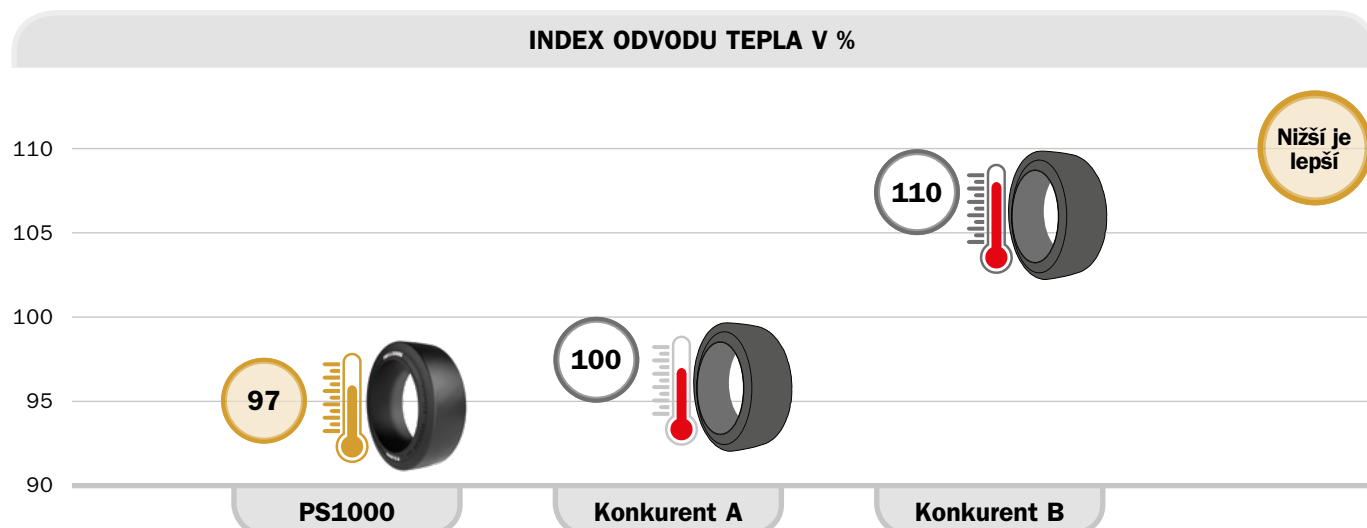 INDEX ODVODU TEPLA V %
Nižší je
lepší
110
105
100
95
90
110
100
97
PS1000
Konkurent A
Konkurent B